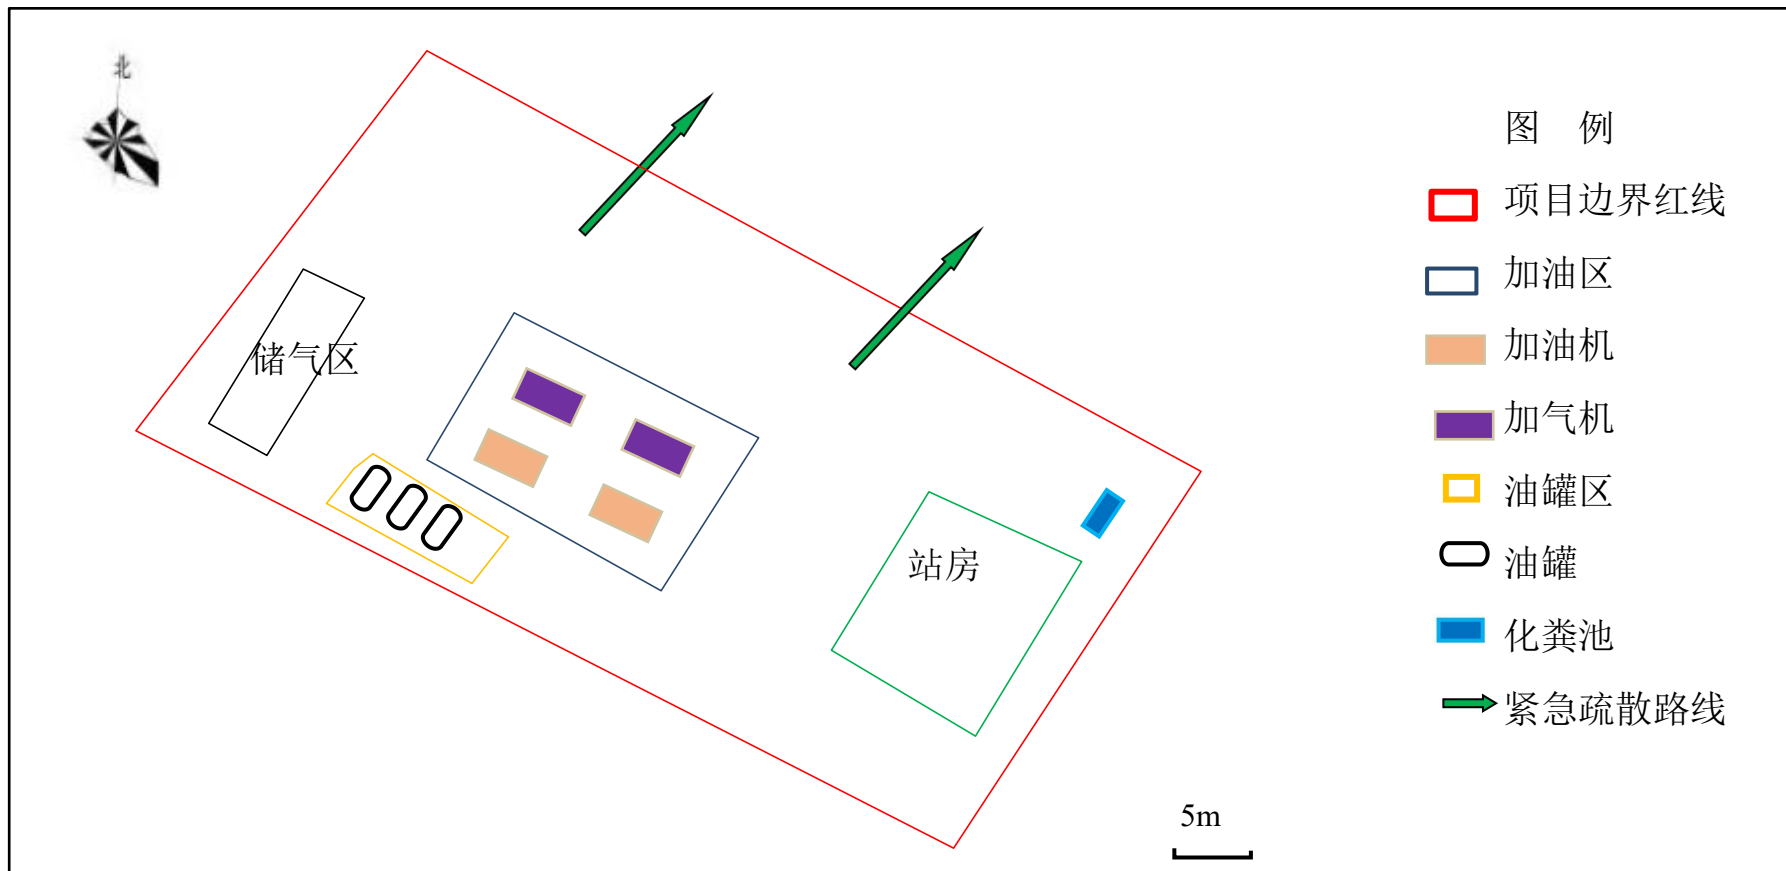 北
储气区
站房
5m
图 例
项目边界红线
加油区
加油机
加气机
油罐区
油罐
化粪池
紧急疏散路线